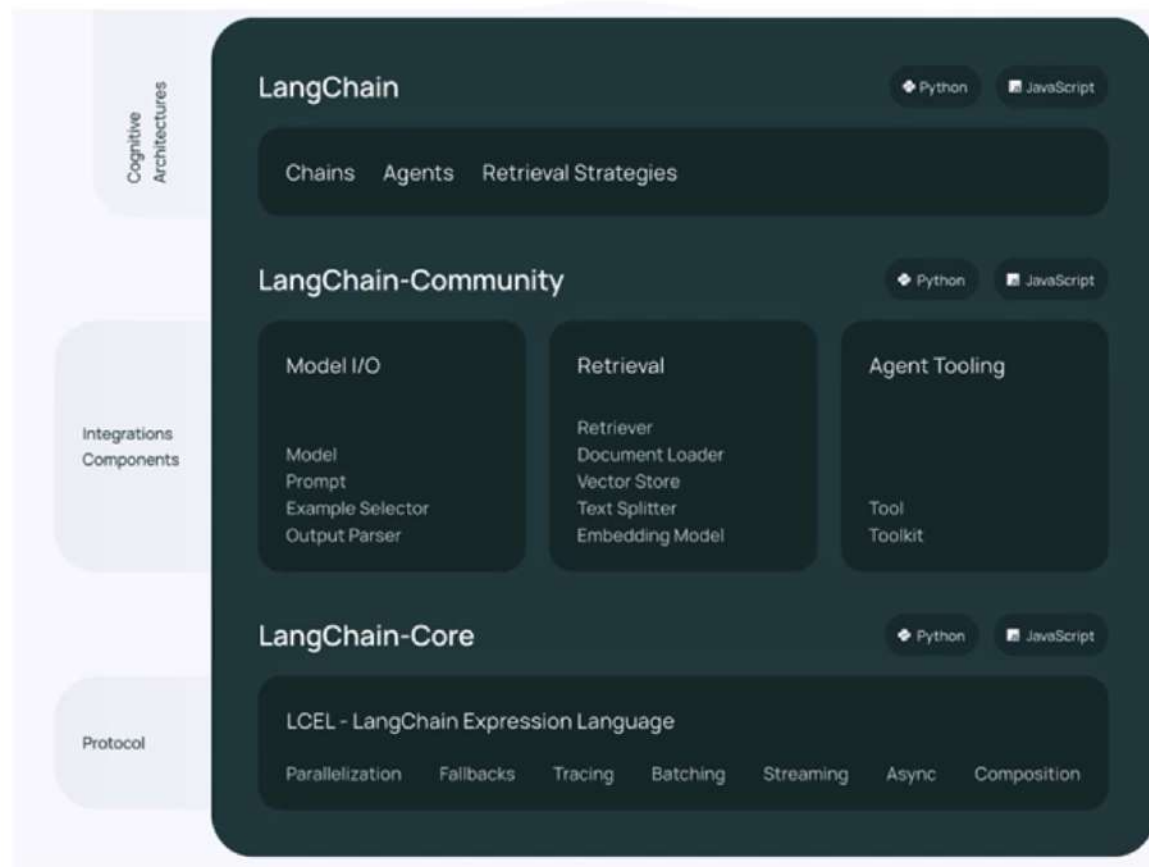 Cognitive
Architectures
LangChain
Python
JavaScript
Chains Agents Retrieval Strategies
LangChain-Community
Python
JavaScript
Integrations
Components
Model I/O
Model
Prompt
Example Selector
Output Parser
Retrieval
Retriever
Document Loader
Vector Store
Text Splitter
Embedding Model
Agent Tooling
Tool
Toolkit
LangChain-Core
Python
JavaScript
Protocol
LCEL - LangChain Expression Language
Parallelization Fallbacks Tracing Batching Streaming Async Composition